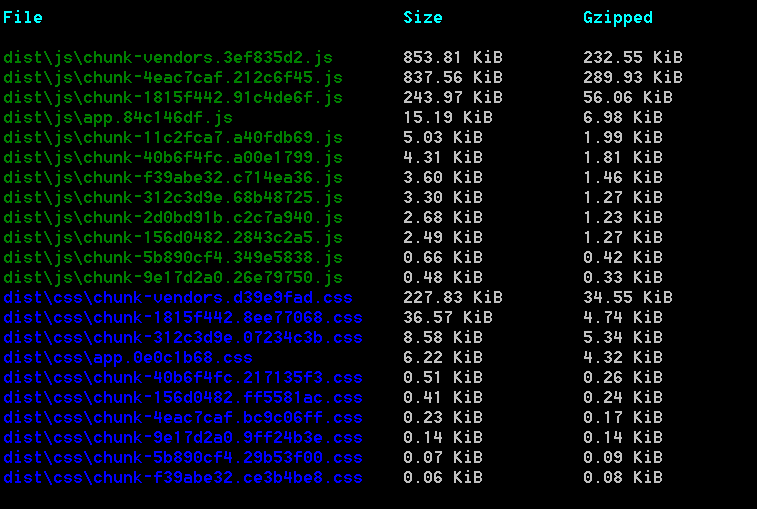 File Size Gzipped
dist\js\chunk-vendors.3ef835d2.js 853.81 KiB 232.55 KiB
dist\js\chunk-4eac7caf.212c6f45.js 837.56 KiB 289.93 KiB
dist\js\chunk-1815f442.91c4de6f.js 243.97 KiB 56.06 KiB
dist\js\app.84c146df.js 15.19 KiB 6.98 KiB
dist\js\chunk-11c2fca7.a40fdb69.js 5.03 KiB 1.99 KiB
dist\js\chunk-40b6f4fc.a00e1799.js 4.31 KiB 1.81 KiB
dist\js\chunk-f39abe32.c714ea36.js 3.60 KiB 1.46 KiB
dist\js\chunk-312c3d9e.68b48725.js 3.30 KiB 1.27 KiB
dist\js\chunk-2d0bd91b.c2c7a940.js 2.68 KiB 1.23 KiB
dist\js\chunk-156d0482.2843c2a5.js 2.49 KiB 1.27 KiB
dist\js\chunk-5b890cf4.349e5838.js 0.66 KiB 0.42 KiB
dist\js\chunk-9e17d2a0.26e79750.js 0.48 KiB 0.33 KiB
dist\css\chunk-vendors.d39e9fad.css 227.83 KiB 34.55 KiB
dist\css\chunk-1815f442.8ee77068.css 36.57 KiB 4.74 KiB
dist\css\chunk-312c3d9e.07234c3b.css 8.58 KiB 5.34 KiB
dist\css\app.0e0c1b68.css 6.22 KiB 4.32 KiB
dist\css\chunk-40b6f4fc.217135f3.css 0.51 KiB 0.26 KiB
dist\css\chunk-156d0482.ff5581ac.css 0.41 KiB 0.24 KiB
dist\css\chunk-4eac7caf.bc9c06ff.css 0.23 KiB 0.17 KiB
dist\css\chunk-9e17d2a0.9ff24b3e.css 0.14 KiB 0.14 KiB
dist\css\chunk-5b890cf4.29b53f00.css 0.07 KiB 0.09 KiB
dist\css\chunk-f39abe32.ce3b4be8.css 0.06 KiB 0.08 KiB